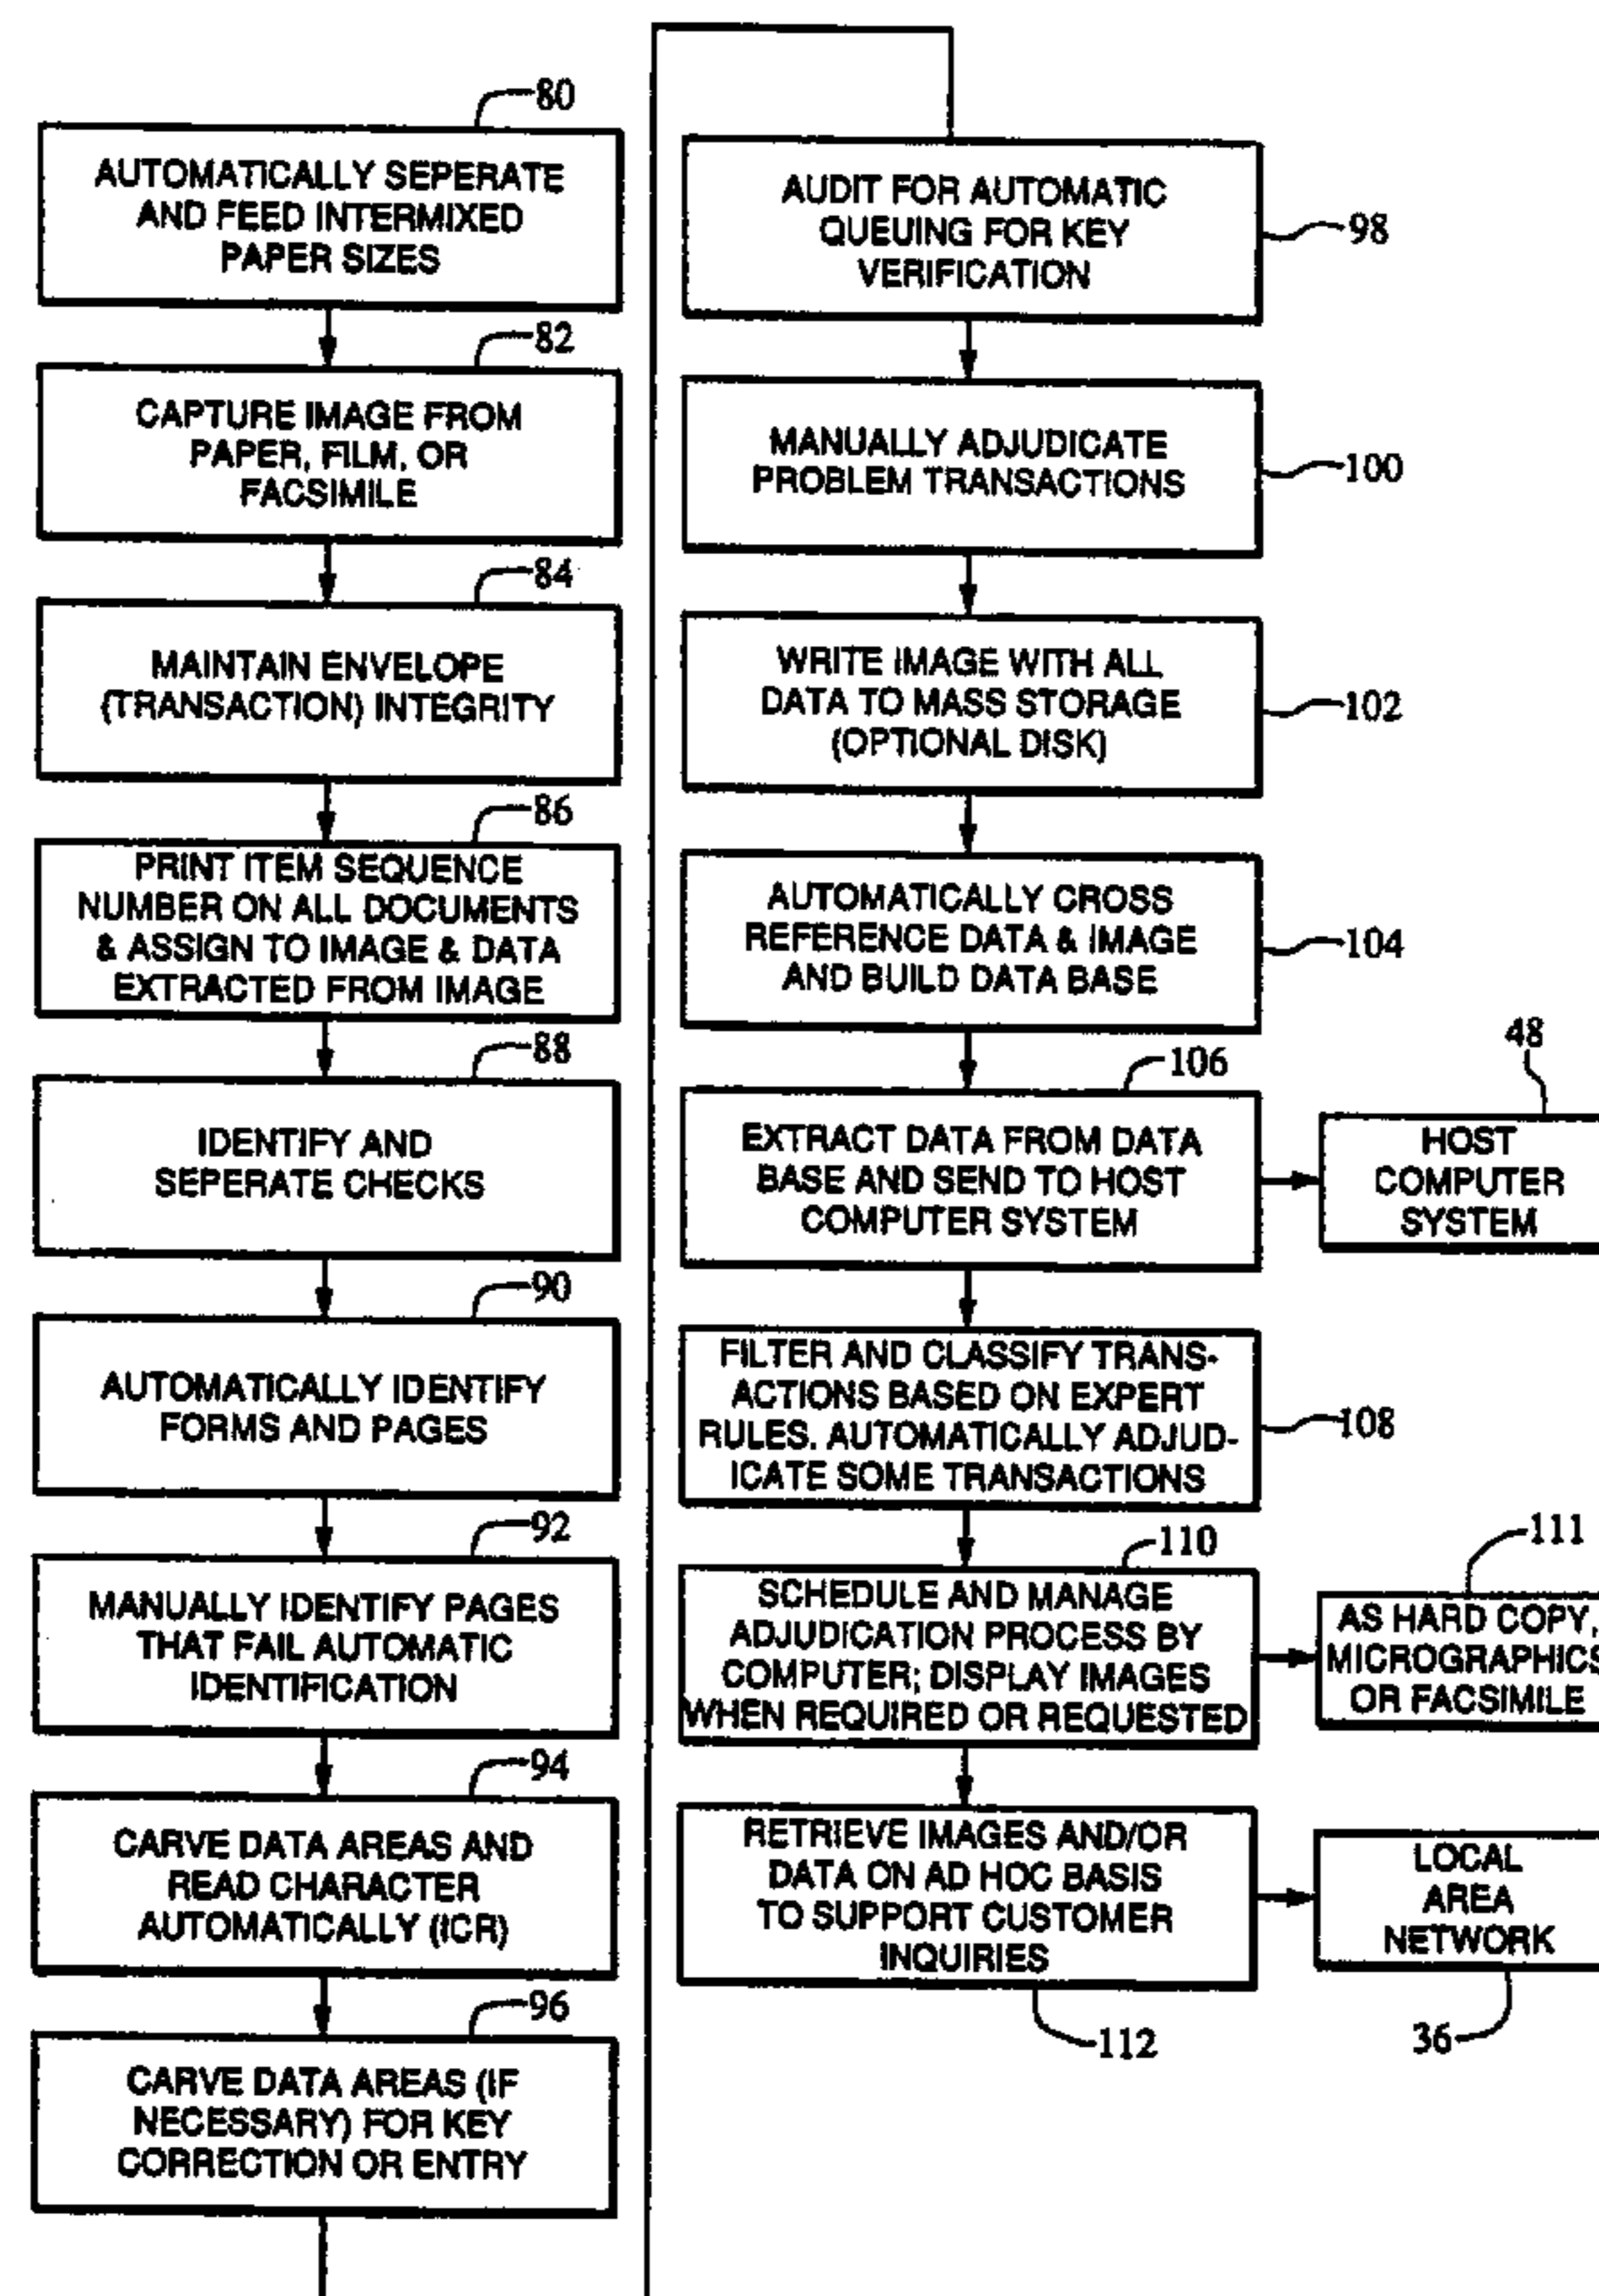 80
AUTOMATICALLY SEPERATE
AND FEED INTERMIXED
PAPER SIZES
82
CAPTURE IMAGE FROM
PAPER, FILM, OR
FACSIMILE
84
MAINTAIN ENVELOPE
(TRANSACTION) INTEGRITY
86
PRINT ITEM SEQUENCE
NUMBER ON ALL DOCUMENTS
& ASSIGN TO IMAGE & DATA
EXTRACTED FROM IMAGE
88
IDENTIFY AND
SEPERATE CHECKS
90
AUTOMATICALLY IDENTIFY
FORMS AND PAGES
92
MANUALLY IDENTIFY PAGES
THAT FAIL AUTOMATIC
IDENTIFICATION
94
CARVE DATA AREAS AND
READ CHARACTER
AUTOMATICALLY (ICR)
96
CARVE DATA AREAS (IF
NECESSARY) FOR KEY
CORRECTION OR ENTRY
AUDIT FOR AUTOMATIC
QUEUING FOR KEY
VERIFICATION
98
MANUALLY ADJUDICATE
PROBLEM TRANSACTIONS
100
WRITE IMAGE WITH ALL
DATA TO MASS STORAGE
(OPTIONAL DISK)
102
AUTOMATICALLY CROSS
REFERENCE DATA & IMAGE
AND BUILD DATA BASE
104
106
EXTRACT DATA FROM DATA
BASE AND SEND TO HOST
COMPUTER SYSTEM
48
HOST
COMPUTER
SYSTEM
FILTER AND CLASSIFY TRANS-
ACTIONS BASED ON EXPERT
RULES. AUTOMATICALLY ADJUD-
ICATE SOME TRANSACTIONS
108
110
SCHEDULE AND MANAGE
ADJUDICATION PROCESS BY
COMPUTER; DISPLAY IMAGES
WHEN REQUIRED OR REQUESTED
111
AS HARD COPY,
MICROGRAPHICS
OR FACSIMILE
RETRIEVE IMAGES AND/OR
DATA ON AD HOC BASIS
TO SUPPORT CUSTOMER
INQUIRIES
112
LOCAL
AREA
NETWORK
36